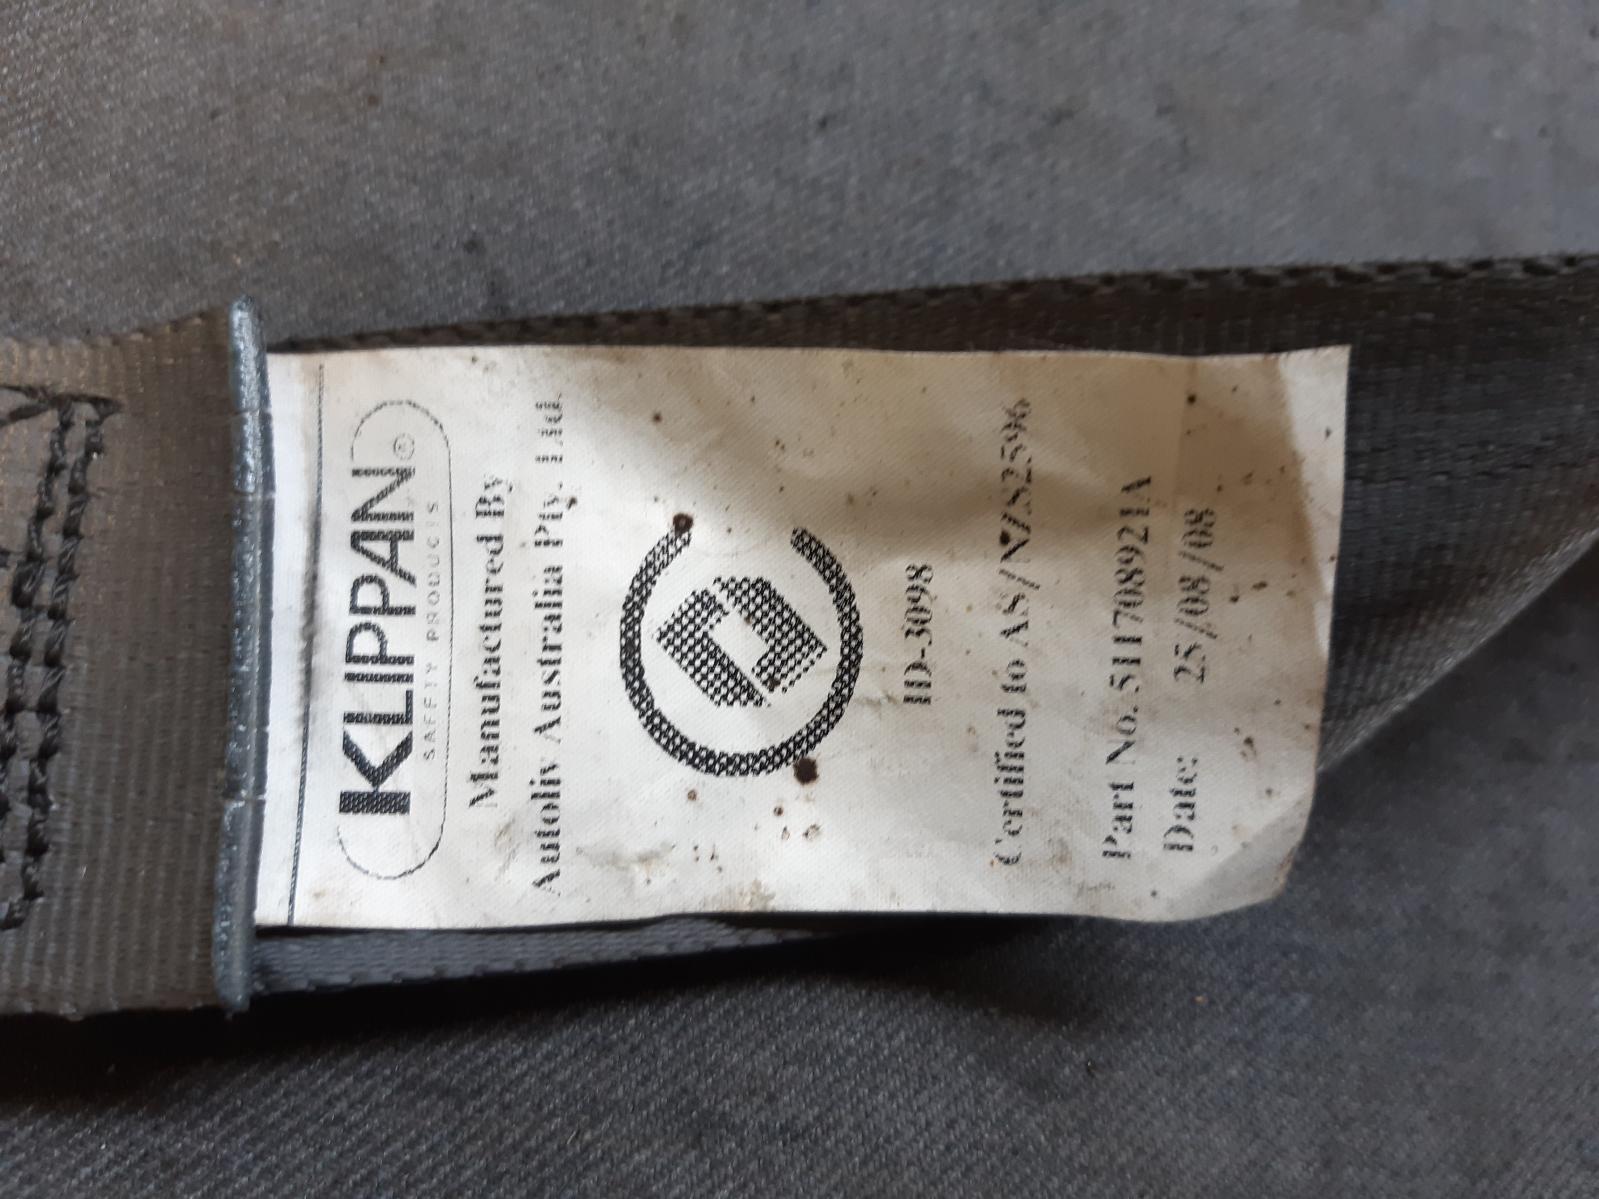 KLIPPAN®
SAFETY PRODUCTS
Manufactured By
Autoliv Australia Pty. Ltd.
ID-3098
Certified to AS/NZS2596
Part No. 511708921A
Date: 25/08/08